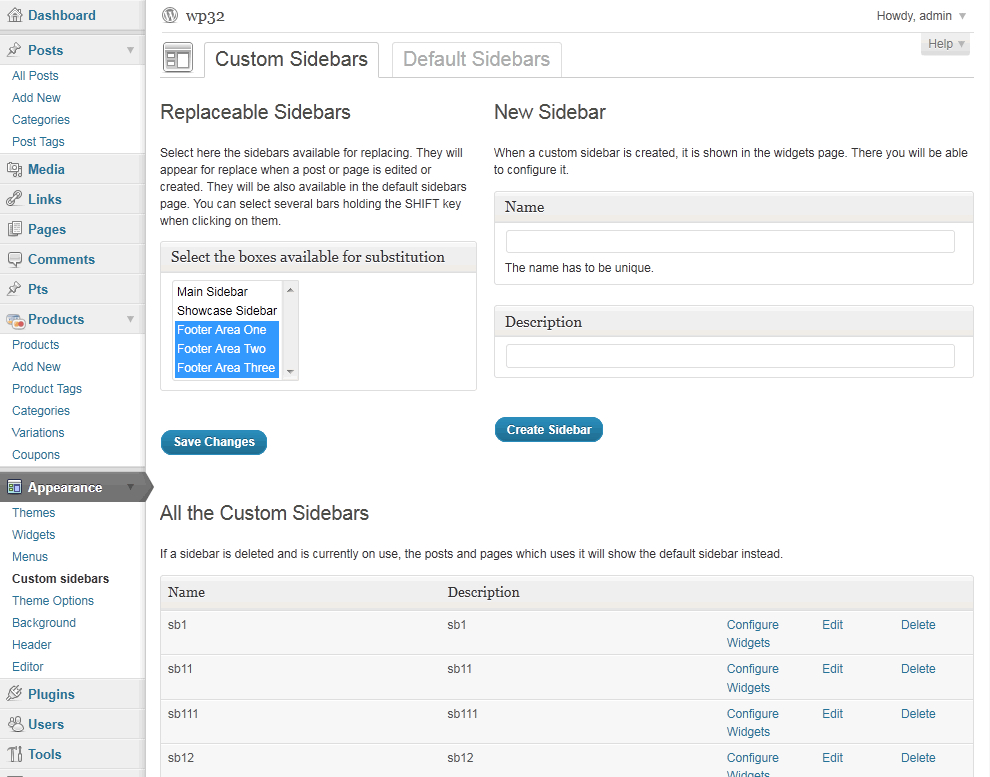 Dashboard
Posts
All Posts
Add New
Categories
Post Tags
Media
Links
Pages
Comments
Pts
Products
Products
Add New
Product Tags
Categories
Variations
Coupons
Appearance
Themes
Widgets
Menus
Custom sidebars
Theme Options
Background
Header
Editor
Plugins
Users
Tools
wp32
Howdy, admin
Help
Custom Sidebars
Default Sidebars
Replaceable Sidebars
Select here the sidebars available for replacing. They will
appear for replace when a post or page is edited or
created. They will be also available in the default sidebars
page. You can select several bars holding the SHIFT key
when clicking on them.
Select the boxes available for substitution
Main Sidebar
Showcase Sidebar
Footer Area One
Footer Area Two
Footer Area Three
Save Changes
New Sidebar
When a custom sidebar is created, it is shown in the widgets page. There you will be able
to configure it.
Name
The name has to be unique.
Description
Create Sidebar
All the Custom Sidebars
If a sidebar is deleted and is currently on use, the posts and pages which uses it will show the default sidebar instead.
Name Description
sb1 sb1 Configure Widgets Edit Delete
sb11 sb11 Configure Widgets Edit Delete
sb111 sb111 Configure Widgets Edit Delete
sb12 sb12 Configure Widgets Edit Delete